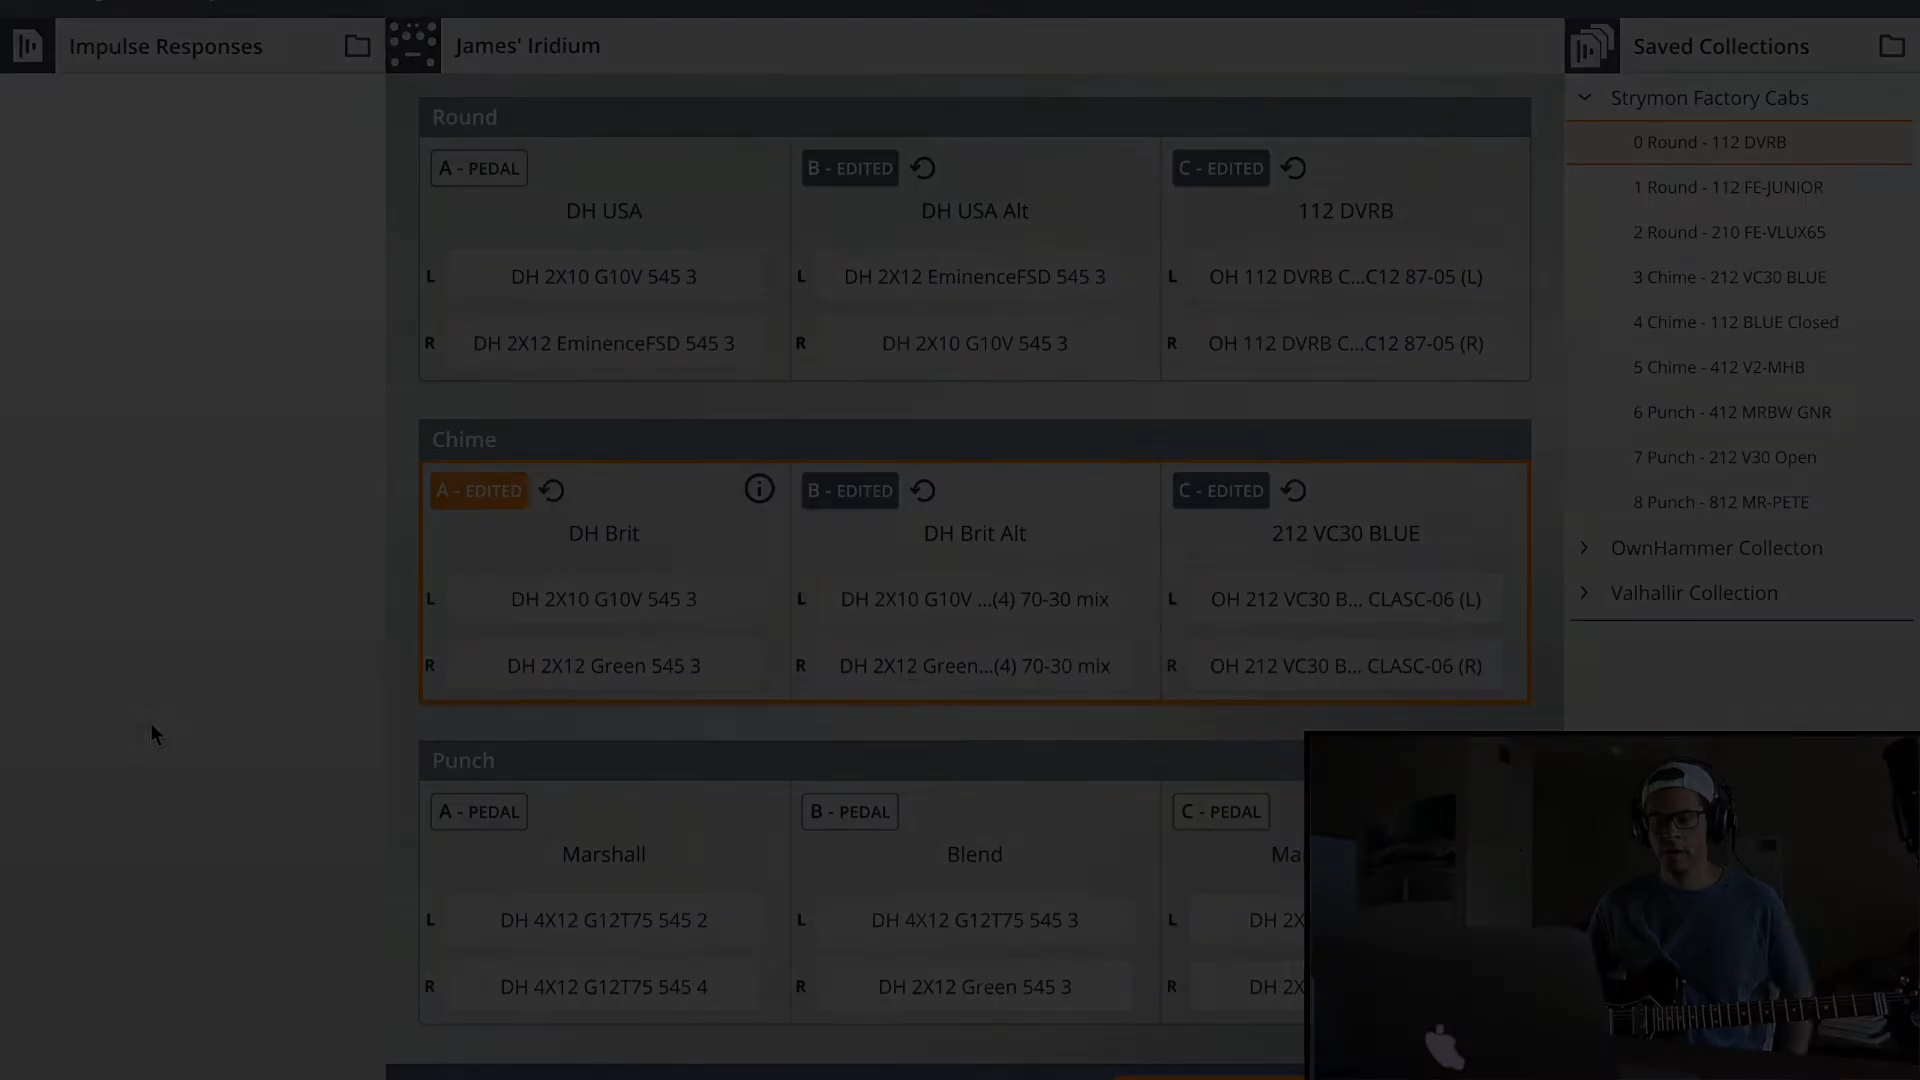 Impulse Responses
James' Iridium
Saved Collections
Round
A - PEDAL
DH USA
L DH 2X10 G10V 545 3
R DH 2X12 EminenceFSD 545 3
B - EDITED
DH USA Alt
L DH 2X12 EminenceFSD 545 3
R DH 2X10 G10V 545 3
C - EDITED
112 DVRB
L OH 112 DVRB C...C12 87-05 (L)
R OH 112 DVRB C...C12 87-05 (R)
Chime
A - EDITED
DH Brit
L DH 2X10 G10V 545 3
R DH 2X12 Green 545 3
B - EDITED
DH Brit Alt
L DH 2X10 G10V ...(4) 70-30 mix
R DH 2X12 Green...(4) 70-30 mix
C - EDITED
212 VC30 BLUE
L OH 212 VC30 B... CLASC-06 (L)
R OH 212 VC30 B... CLASC-06 (R)
Punch
A - PEDAL
Marshall
L DH 4X12 G12T75 545 2
R DH 4X12 G12T75 545 4
B - PEDAL
Blend
L DH 4X12 G12T75 545 3
R DH 2X12 Green 545 3
C - PEDAL
Ma
L DH 2X
R DH 2X
Strymon Factory Cabs
0 Round - 112 DVRB
1 Round - 112 FE-JUNIOR
2 Round - 210 FE-VLUX65
3 Chime - 212 VC30 BLUE
4 Chime - 112 BLUE Closed
5 Chime - 412 V2-MHB
6 Punch - 412 MRBW GNR
7 Punch - 212 V30 Open
8 Punch - 812 MR-PETE
OwnHammer Collecton
Valhallir Collection